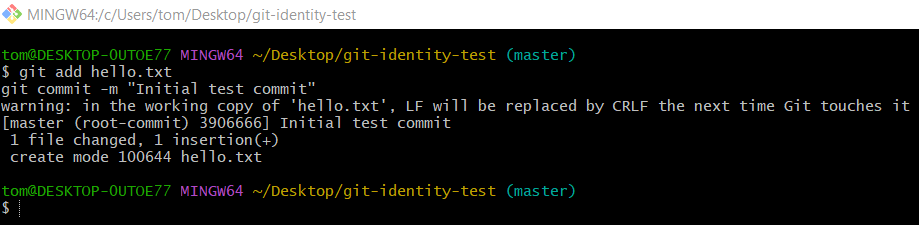 MINGW64:/c/Users/tom/Desktop/git-identity-test
tom@DESKTOP-OUTOE77 MINGW64 ~/Desktop/git-identity-test (master)
$ git add hello.txt
git commit -m "Initial test commit"
warning: in the working copy of 'hello.txt', LF will be replaced by CRLF the next time Git touches it
[master (root-commit) 3906666] Initial test commit
 1 file changed, 1 insertion(+)
 create mode 100644 hello.txt
tom@DESKTOP-OUTOE77 MINGW64 ~/Desktop/git-identity-test (master)
$